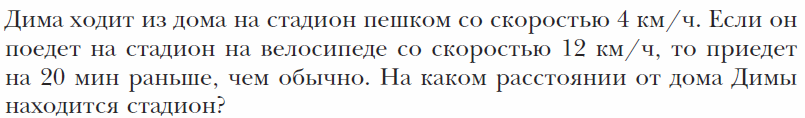 Дима ходит из дома на стадион пешком со скоростью 4 км/ч. Если он
поедет на стадион на велосипеде со скоростью 12 км/ч, то приедет
на 20 мин раньше, чем обычно. На каком расстоянии от дома Димы
находится стадион?